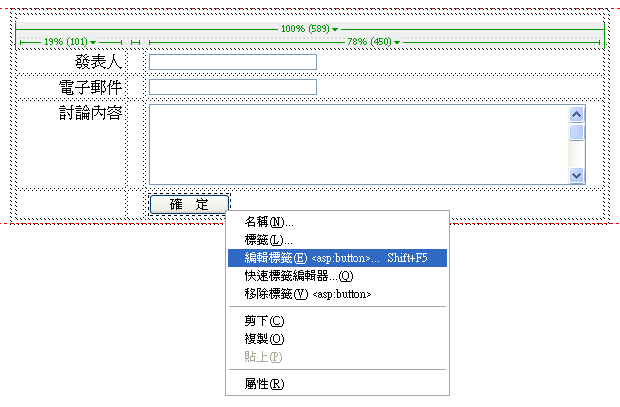 100% (589)
19% (101) 78% (450)
發表人
電子郵件
討論內容
確 定
名稱(N)...
標籤(L)...
編輯標籤(E) <asp:button>... Shift+F5
快速標籤編輯器...(Q)
移除標籤(V) <asp:button>
剪下(C)
複製(O)
貼上(P)
屬性(R)